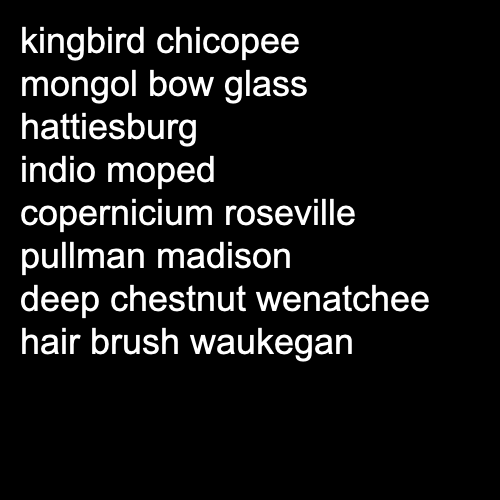 kingbird chicopee
mongol bow glass
hattiesburg
indio moped
copernicium roseville
pullman madison
deep chestnut wenatchee
hair brush waukegan